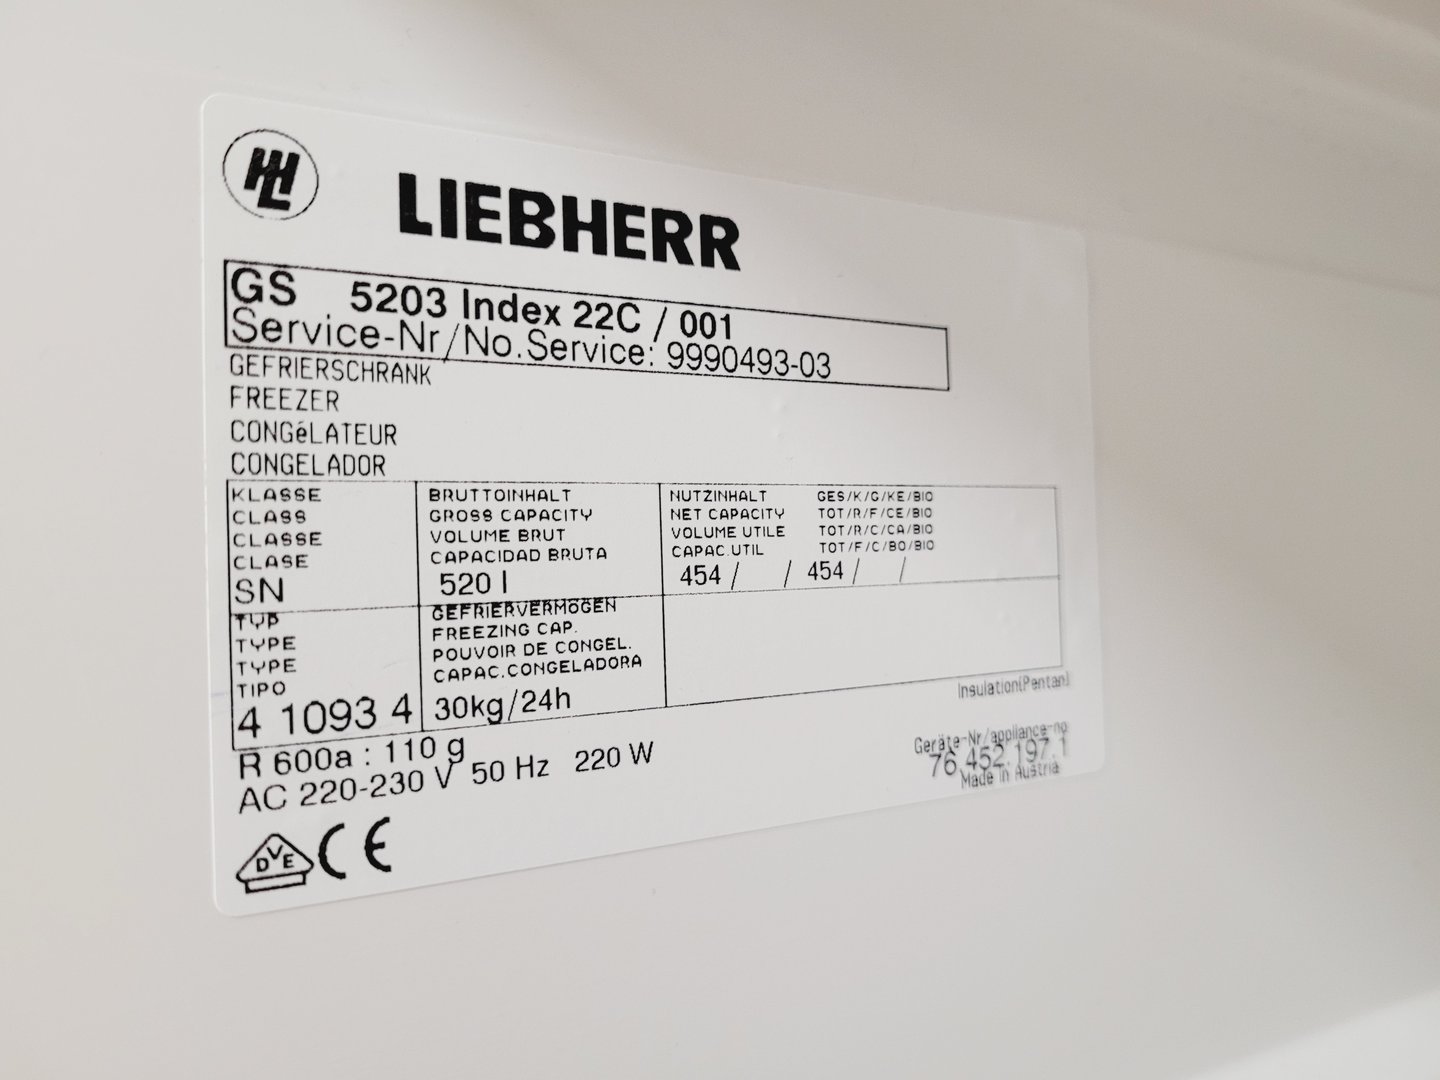 HL
LIEBHERR
GS 5203 Index 22C / 001
Service-Nr/No.Service: 9990493-03
GEFRIERSCHRANK
FREEZER
CONGéLATEUR
CONGELADOR
KLASSE
CLASS
CLASSE
CLASE
SN
BRUTTOINHALT
GROSS CAPACITY
VOLUME BRUT
CAPACIDAD BRUTA
520 l
NUTZINHALT GES/K/G/KE/BIO
NET CAPACITY TOT/R/F/CE/BIO
VOLUME UTILE TOT/R/C/CA/BIO
CAPAC.UTIL TOT/F/C/BO/BIO
454 / / 454 / /
TYP
TYPE
TYPE
TIPO
4 1093 4
GEFRIERVERMöGEN
FREEZING CAP.
POUVOIR DE CONGEL.
CAPAC.CONGELADORA
30kg/24h
Insulation(Pentan)
R 600a : 110 g
AC 220-230 V 50 Hz 220 W
Geräte-Nr/appliance-no
76.452.197.1
Made in Austria
DVE CE